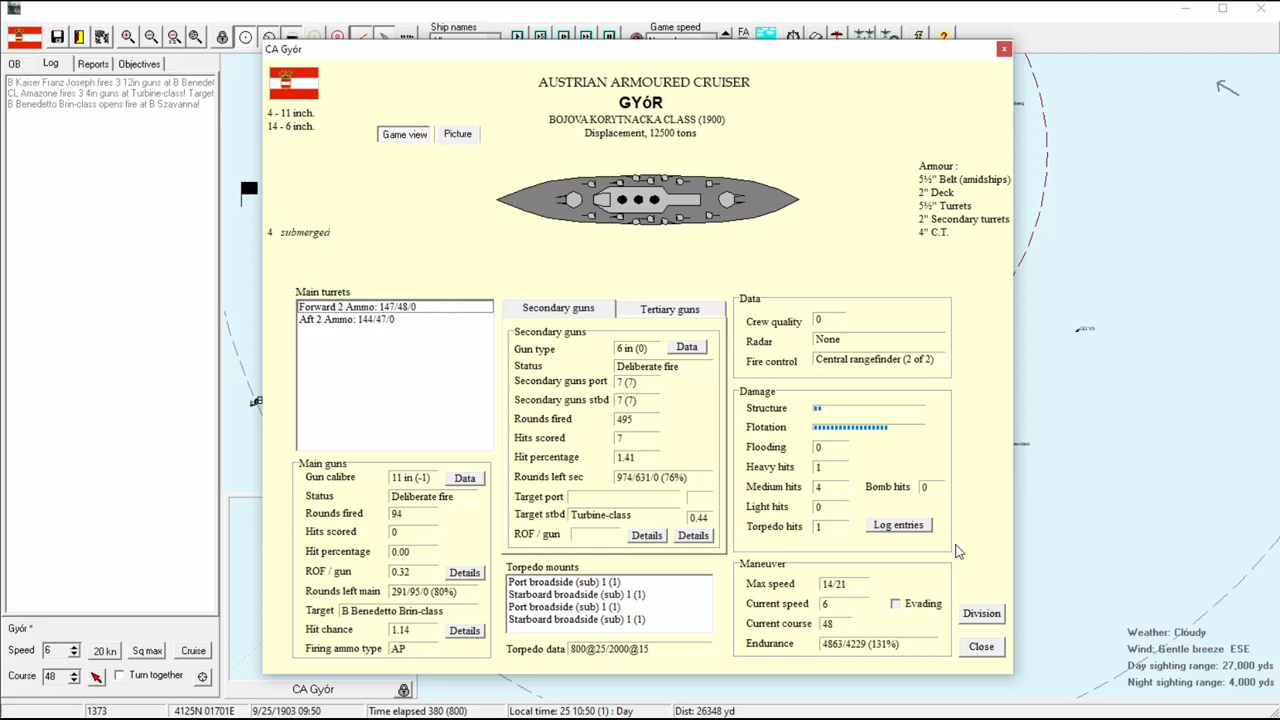 Ship names
Game speed
FA
OB
Log
Reports
Objectives
B Kaiser Franz Joseph fires 3 12in guns at B Benede
CL Amazone fires 3 4in guns at Turbine-class! Target
B Benedetto Brin-class opens fire at B Szavanna!
CA Gyór
AUSTRIAN ARMOURED CRUISER
GYóR
BOJOVA KORYTNACKA CLASS (1900)
Displacement, 12500 tons
4 - 11 inch.
14 - 6 inch.
Game view
Picture
Armour :
5½" Belt (amidships)
2" Deck
5½" Turrets
2" Secondary turrets
4" C.T.
4 submerged
Main turrets
Forward 2 Ammo: 147/48/0
Aft 2 Ammo: 144/47/0
Main guns
Gun calibre 11 in (-1) Data
Status Deliberate fire
Rounds fired 94
Hits scored 0
Hit percentage 0.00
ROF / gun 0.32 Details
Rounds left main 291/95/0 (80%)
Target B Benedetto Brin-class
Hit chance 1.14 Details
Firing ammo type AP
Secondary guns
Tertiary guns
Secondary guns
Gun type 6 in (0) Data
Status Deliberate fire
Secondary guns port 7 (7)
Secondary guns stbd 7 (7)
Rounds fired 495
Hits scored 7
Hit percentage 1.41
Rounds left sec 974/631/0 (76%)
Target port
Target stbd Turbine-class 0.44
ROF / gun Details Details
Torpedo mounts
Port broadside (sub) 1 (1)
Starboard broadside (sub) 1 (1)
Port broadside (sub) 1 (1)
Starboard broadside (sub) 1 (1)
Torpedo data 800@25/2000@15
Data
Crew quality 0
Radar None
Fire control Central rangefinder (2 of 2)
Damage
Structure
Flotation
Flooding 0
Heavy hits 1
Medium hits 4 Bomb hits 0
Light hits 0
Torpedo hits 1 Log entries
Maneuver
Max speed 14/21
Current speed 6 Evading
Current course 48
Endurance 4863/4229 (131%)
Division
Close
Gyór *
Speed 6 20 kn Sq max Cruise
Course 48 Turn together
CA Gyór
Weather: Cloudy
Wind: Gentle breeze ESE
Day sighting range: 27,000 yds
Night sighting range: 4,000 yds
1373
4125N 01701E
9/25/1903 09:50
Time elapsed 380 (800)
Local time: 25 10:50 (1) : Day
Dist: 26348 yd